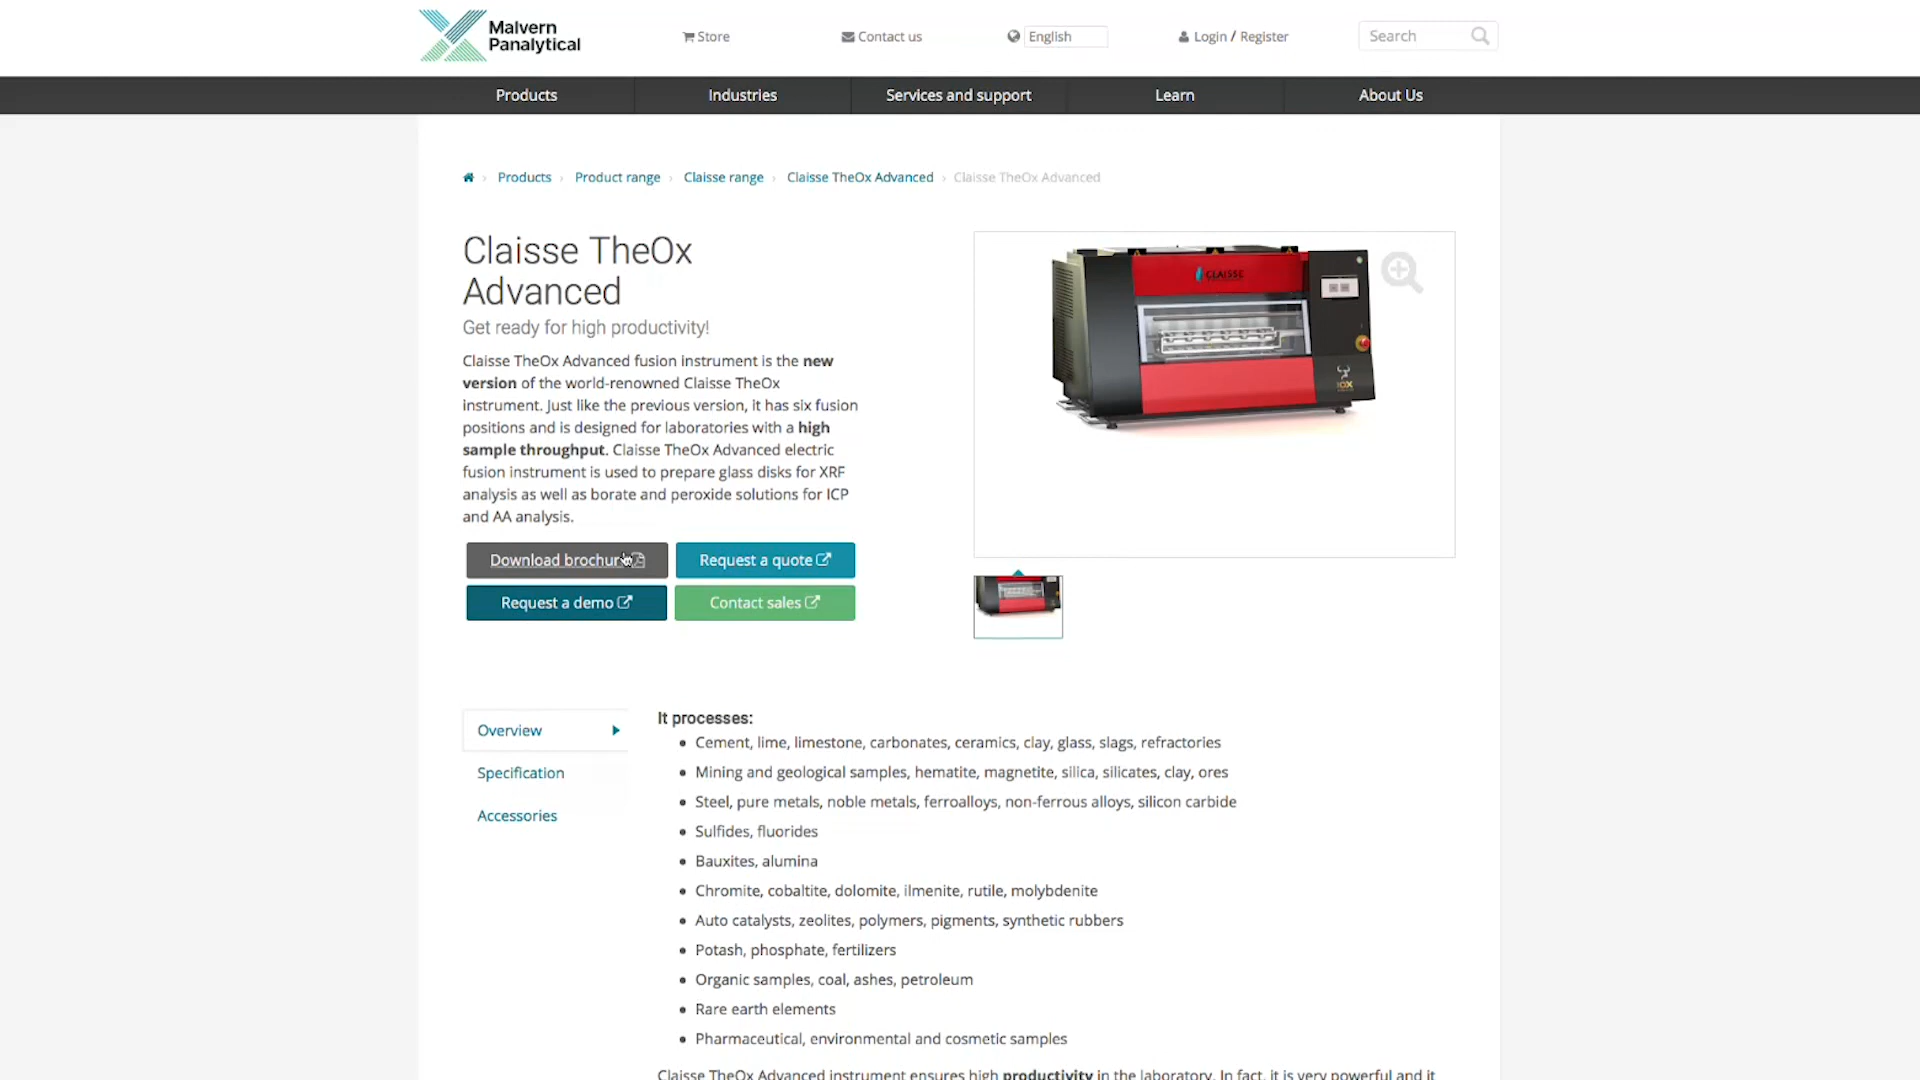 Malvern
Panalytical
Store
Contact us
English
Login / Register
Search
Products
Industries
Services and support
Learn
About Us
Products › Product range › Claisse range › Claisse TheOx Advanced › Claisse TheOx Advanced
Claisse TheOx
Advanced
Get ready for high productivity!
Claisse TheOx Advanced fusion instrument is the new
version of the world-renowned Claisse TheOx
instrument. Just like the previous version, it has six fusion
positions and is designed for laboratories with a high
sample throughput. Claisse TheOx Advanced electric
fusion instrument is used to prepare glass disks for XRF
analysis as well as borate and peroxide solutions for ICP
and AA analysis.
CLAISSE
Download brochure
Request a quote
Request a demo
Contact sales
Overview
Specification
Accessories
It processes:
• Cement, lime, limestone, carbonates, ceramics, clay, glass, slags, refractories
• Mining and geological samples, hematite, magnetite, silica, silicates, clay, ores
• Steel, pure metals, noble metals, ferroalloys, non-ferrous alloys, silicon carbide
• Sulfides, fluorides
• Bauxites, alumina
• Chromite, cobaltite, dolomite, ilmenite, rutile, molybdenite
• Auto catalysts, zeolites, polymers, pigments, synthetic rubbers
• Potash, phosphate, fertilizers
• Organic samples, coal, ashes, petroleum
• Rare earth elements
• Pharmaceutical, environmental and cosmetic samples
Claisse TheOx Advanced instrument ensures high productivity in the laboratory. In fact, it is very powerful and it